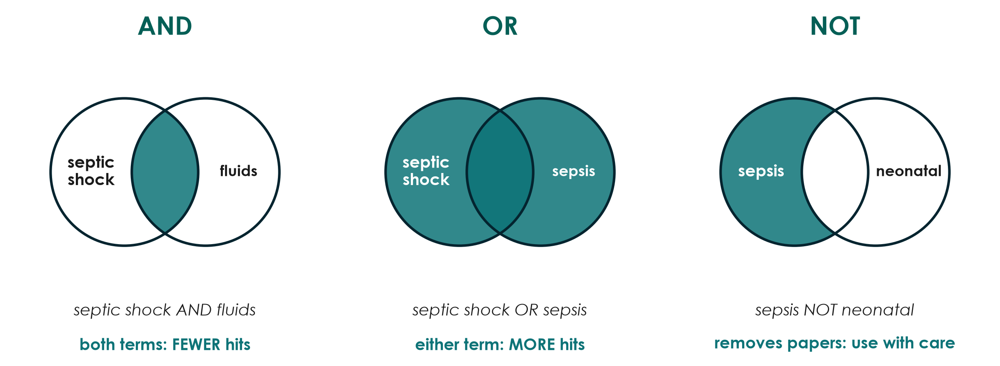 AND
OR
NOT
septic
shock
fluids
septic
shock
sepsis
sepsis
neonatal
septic shock AND fluids
septic shock OR sepsis
sepsis NOT neonatal
both terms: FEWER hits
either term: MORE hits
removes papers: use with care